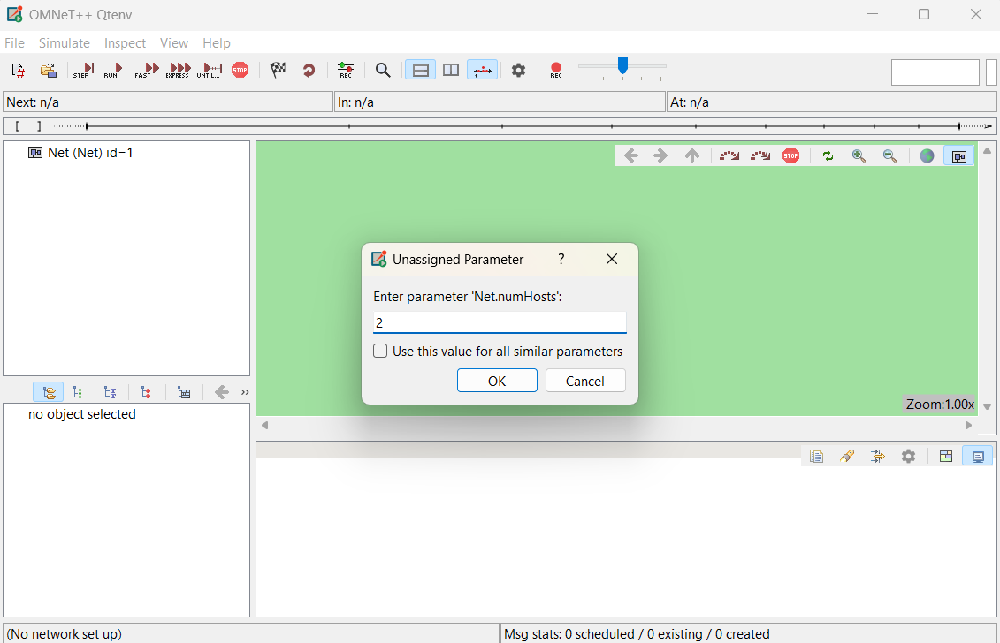 OMNeT++ Qtenv
File Simulate Inspect View Help
STEP RUN FAST EXPRESS UNTIL... STOP REC REC
Next: n/a In: n/a At: n/a
[ ]
Net (Net) id=1
STOP
Unassigned Parameter ?
Enter parameter 'Net.numHosts':
2
Use this value for all similar parameters
OK Cancel
Zoom:1.00x
no object selected
(No network set up) Msg stats: 0 scheduled / 0 existing / 0 created